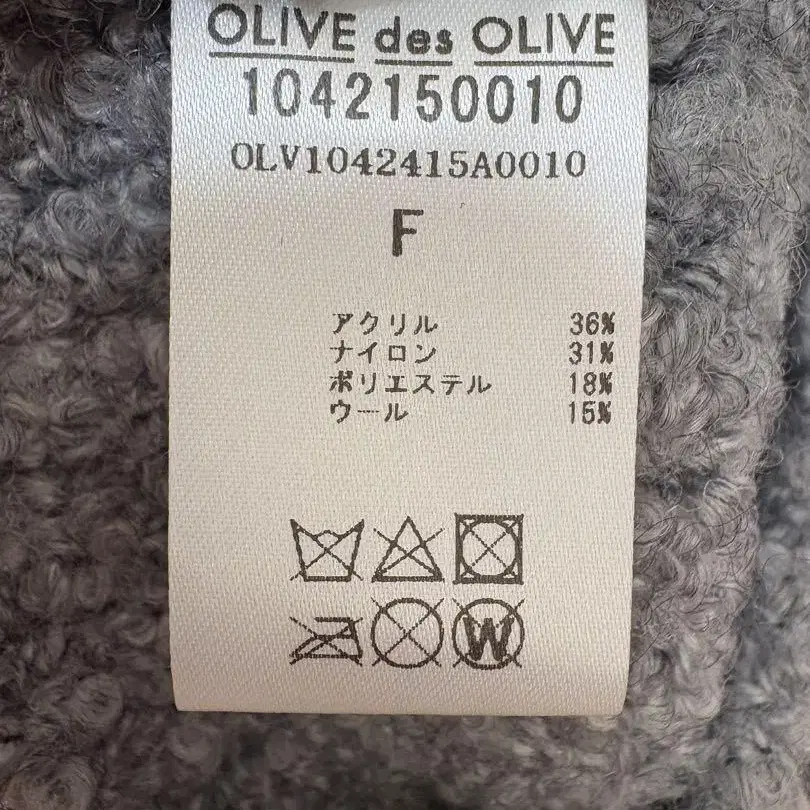 OLIVE des OLIVE
1042150010
OLV1042415A0010
F
アクリル 36%
ナイロン 31%
ポリエステル 18%
ウール 15%
W